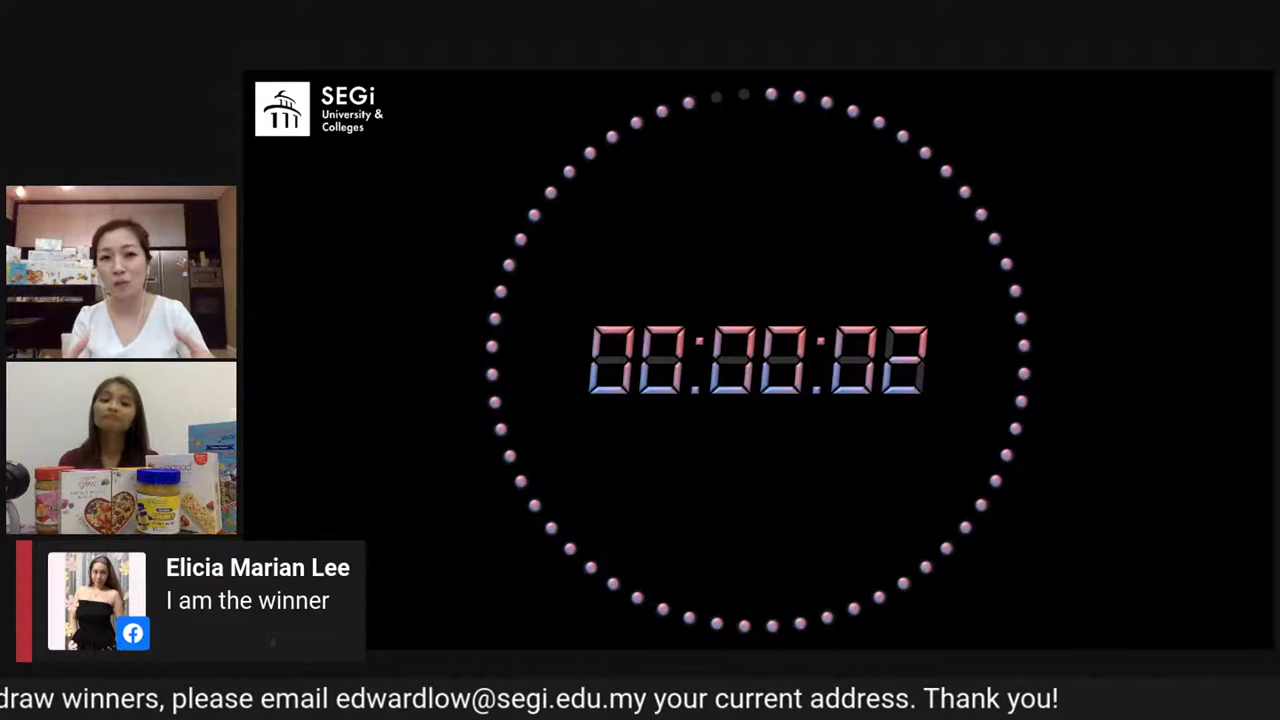 SEGi
University &
Colleges
00:00:02
Elicia Marian Lee
I am the winner
draw winners, please email edwardlow@segi.edu.my your current address. Thank you!